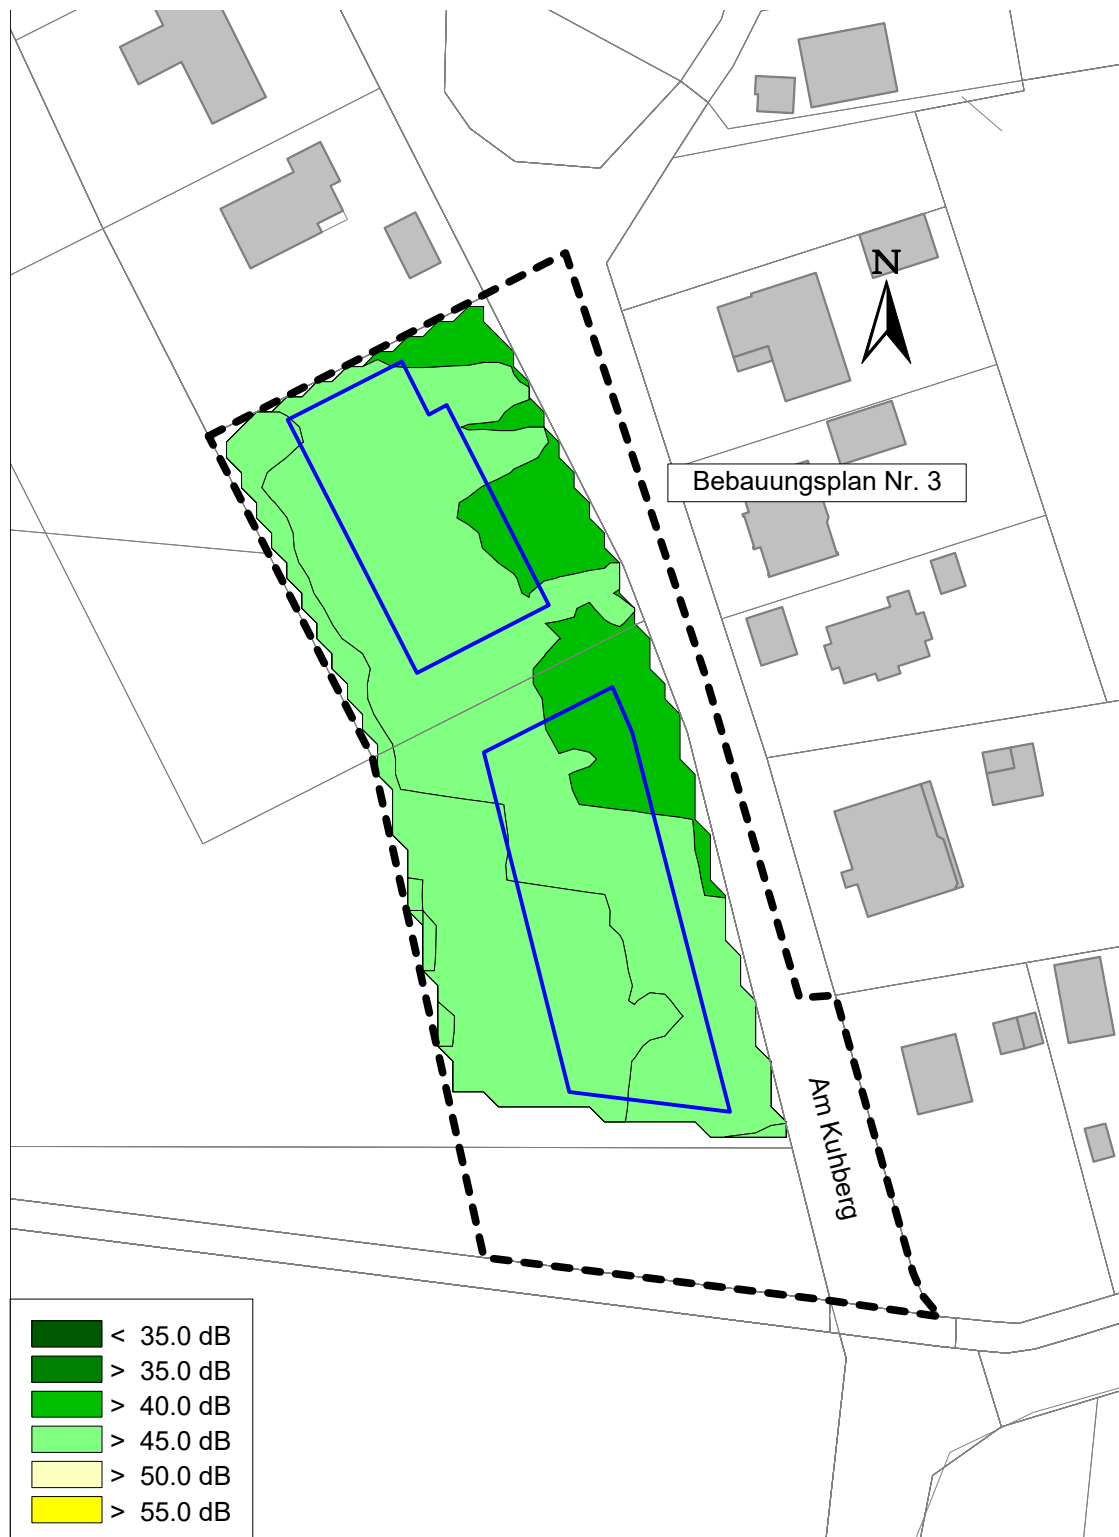 N
Bebauungsplan Nr. 3
Am Kuhberg
< 35.0 dB
> 35.0 dB
> 40.0 dB
> 45.0 dB
> 50.0 dB
> 55.0 dB